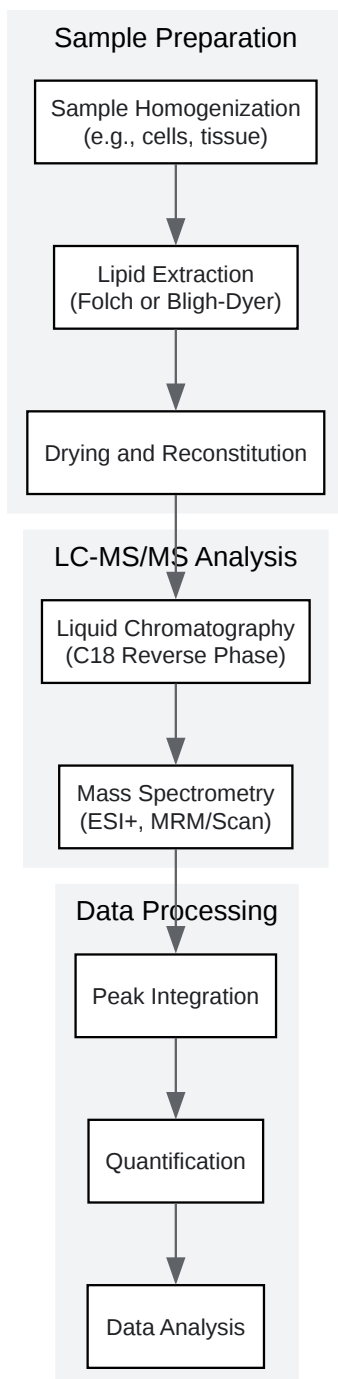 Sample Preparation
Sample Homogenization
(e.g., cells, tissue)
Lipid Extraction
(Folch or Bligh-Dyer)
Drying and Reconstitution
LC-MS/MS Analysis
Liquid Chromatography
(C18 Reverse Phase)
Mass Spectrometry
(ESI+, MRM/Scan)
Data Processing
Peak Integration
Quantification
Data Analysis